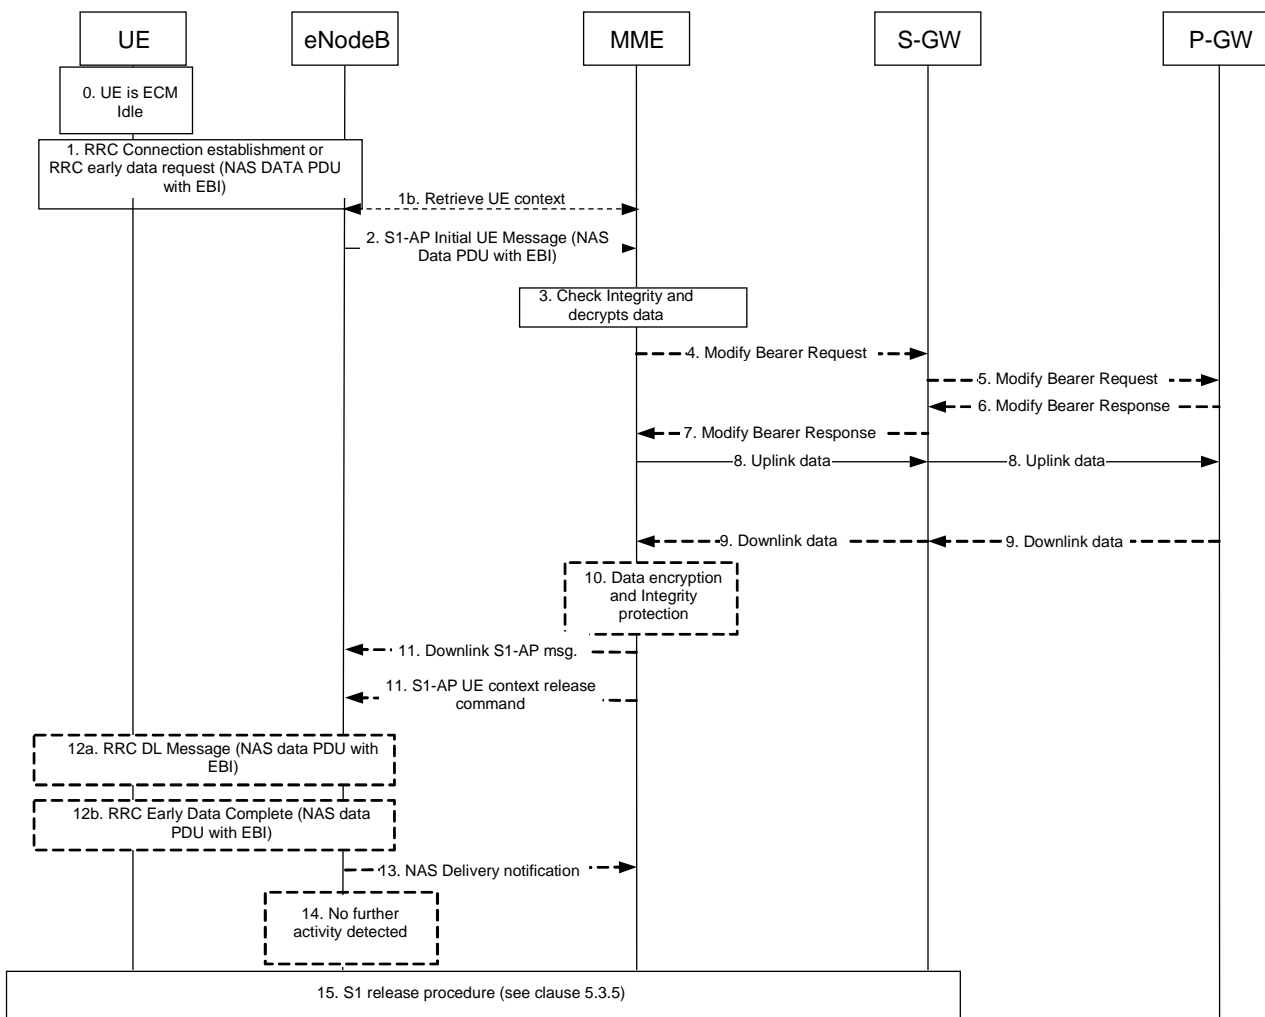 UE
eNodeB
MME
S-GW
P-GW
0. UE is ECM
Idle
1. RRC Connection establishment or
RRC early data request (NAS DATA PDU
with EBI)
1b. Retrieve UE context
2. S1-AP Initial UE Message (NAS
Data PDU with EBI)
3. Check Integrity and
decrypts data
4. Modify Bearer Request
5. Modify Bearer Request
6. Modify Bearer Response
7. Modify Bearer Response
8. Uplink data
8. Uplink data
9. Downlink data
9. Downlink data
10. Data encryption
and Integrity
protection
11. Downlink S1-AP msg.
11. S1-AP UE context release
command
12a. RRC DL Message (NAS data PDU with
EBI)
12b. RRC Early Data Complete (NAS data
PDU with EBI)
13. NAS Delivery notification
14. No further
activity detected
15. S1 release procedure (see clause 5.3.5)